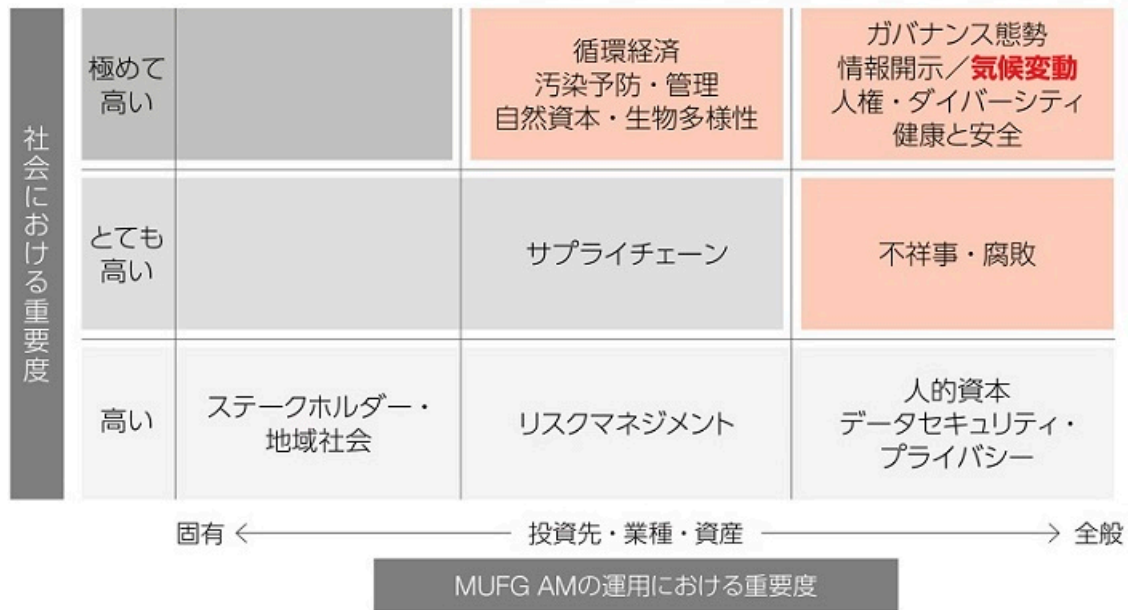 社会における重要度
極めて
高い
循環経済
汚染予防・管理
自然資本・生物多様性
ガバナンス態勢
情報開示／気候変動
人権・ダイバーシティ
健康と安全
とても
高い
サプライチェーン
不祥事・腐敗
高い
ステークホルダー・
地域社会
リスクマネジメント
人的資本
データセキュリティ・
プライバシー
固有
投資先・業種・資産
全般
MUFG AMの運用における重要度